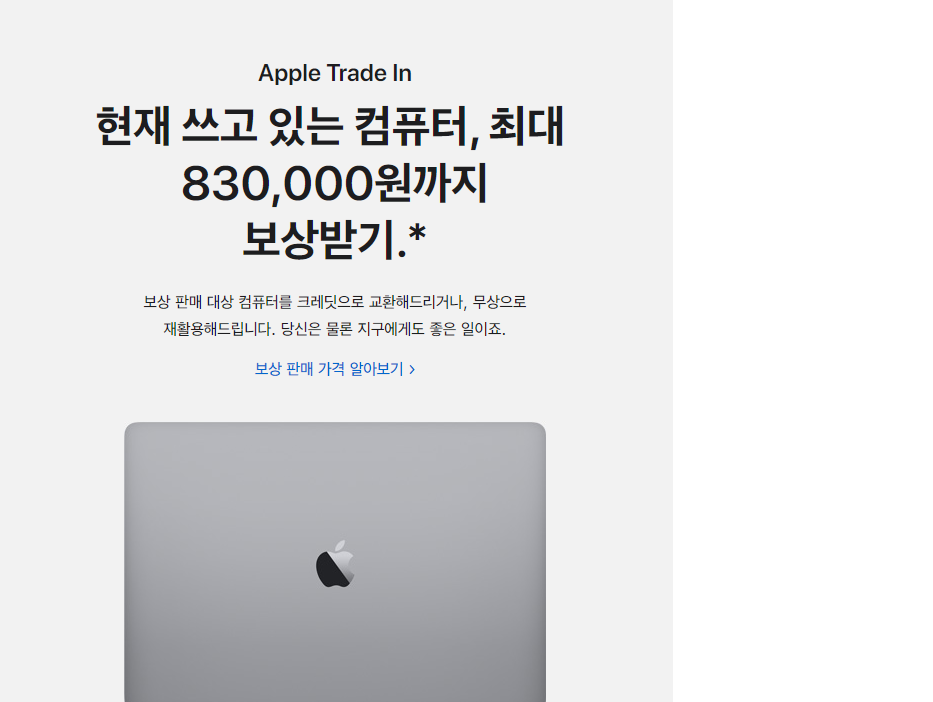 Apple Trade In
현재 쓰고 있는 컴퓨터, 최대
830,000원까지
보상받기.*
보상 판매 대상 컴퓨터를 크레딧으로 교환해드리거나, 무상으로
재활용해드립니다. 당신은 물론 지구에게도 좋은 일이죠.
보상 판매 가격 알아보기 >